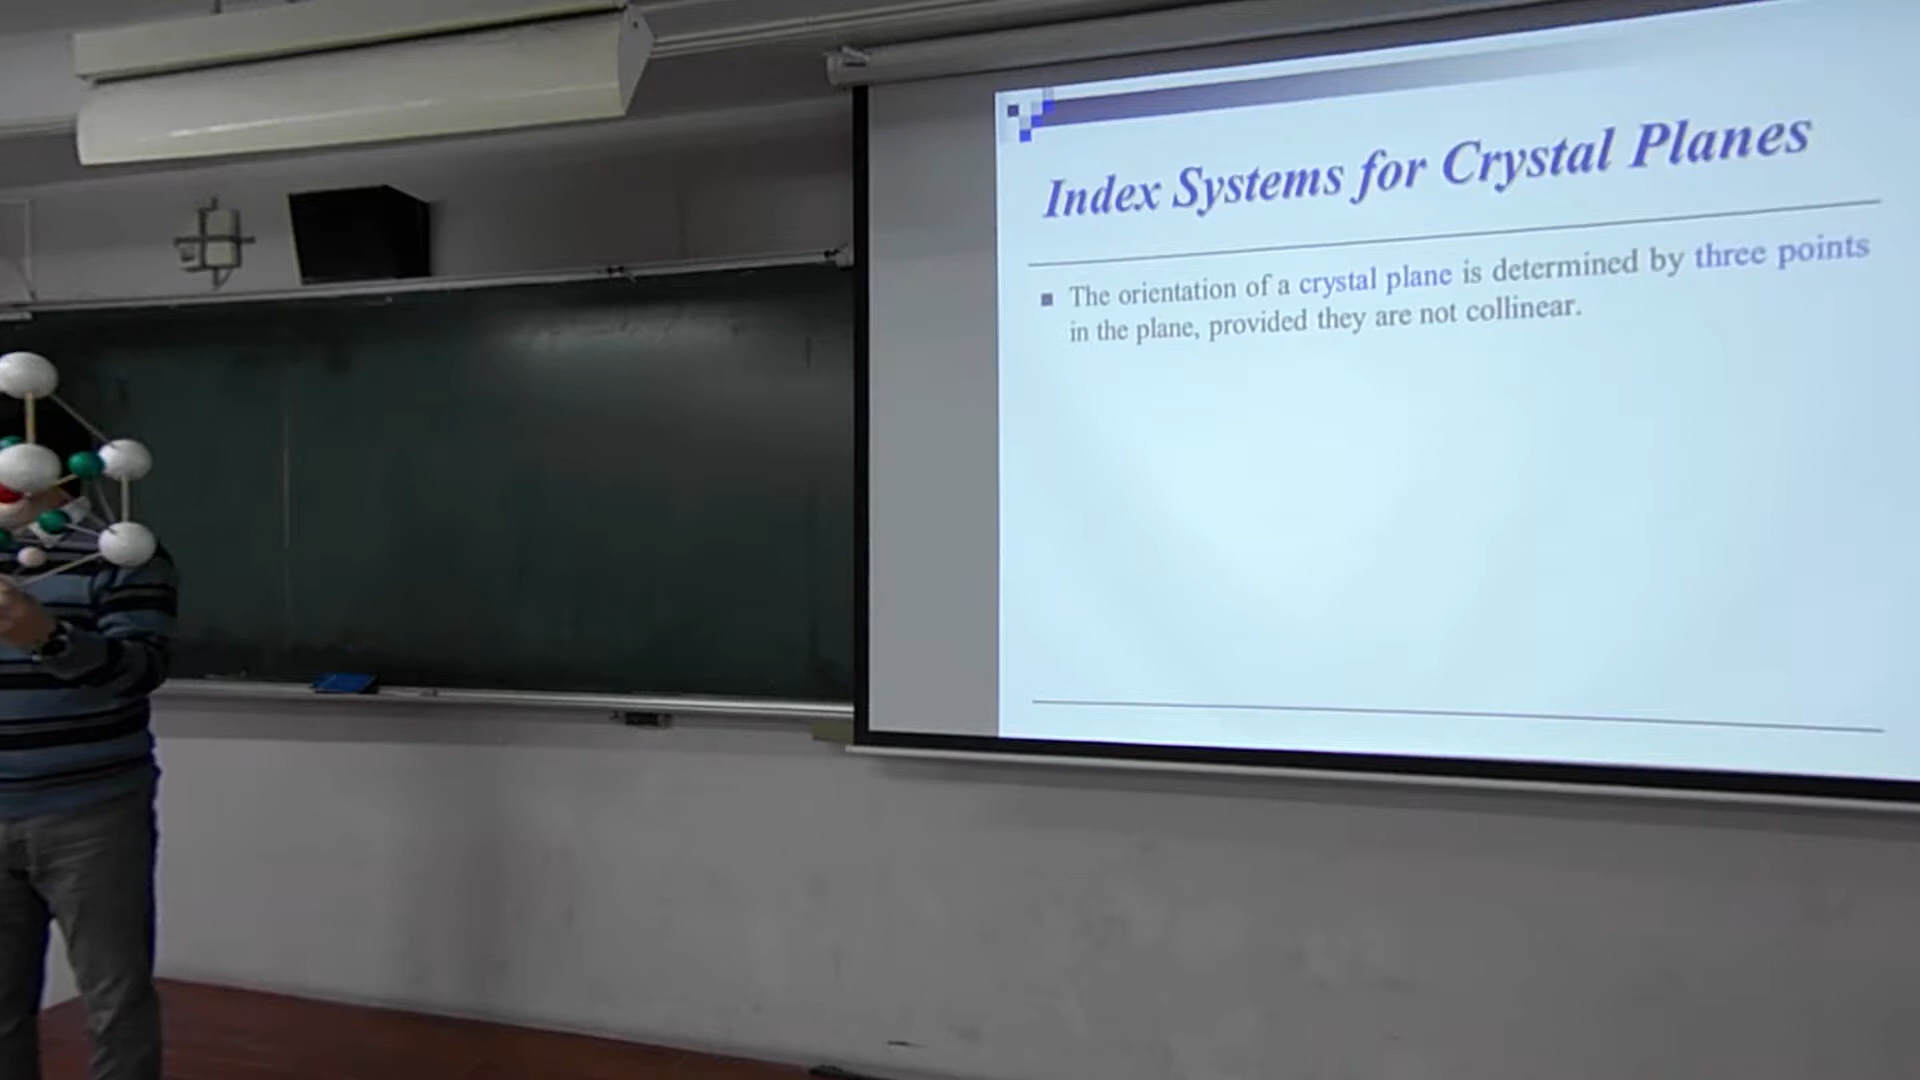 Index Systems for Crystal Planes
The orientation of a crystal plane is determined by three points
in the plane, provided they are not collinear.